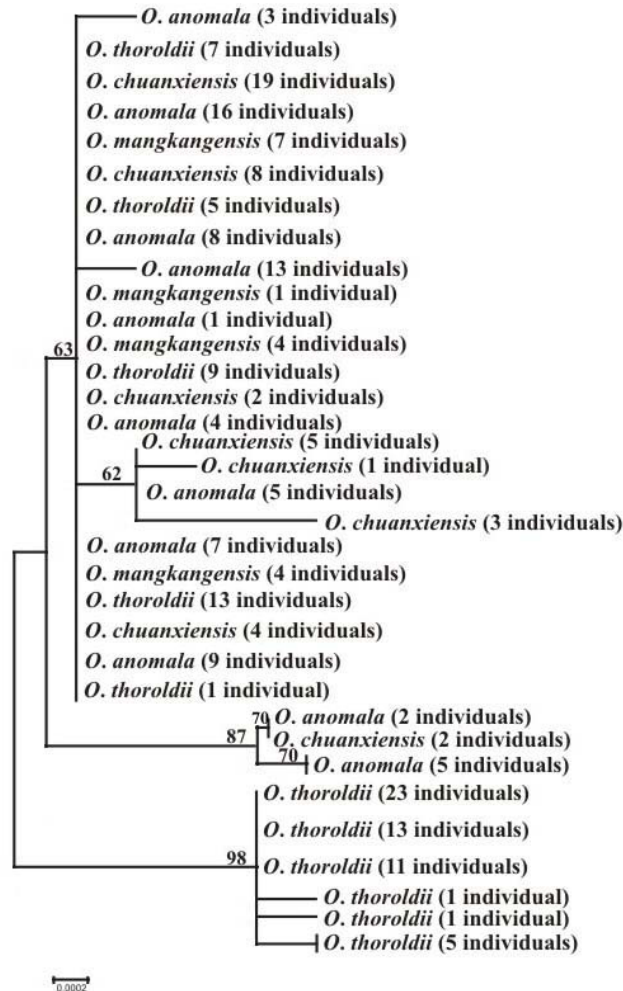 O. anomala (3 individuals)
O. thoroldii (7 individuals)
O. chuanxiensis (19 individuals)
O. anomala (16 individuals)
O. mangkangensis (7 individuals)
O. chuanxiensis (8 individuals)
O. thoroldii (5 individuals)
O. anomala (8 individuals)
O. anomala (13 individuals)
O. mangkangensis (1 individual)
O. anomala (1 individual)
63 O. mangkangensis (4 individuals)
O. thoroldii (9 individuals)
O. chuanxiensis (2 individuals)
O. anomala (4 individuals)
O. chuanxiensis (5 individuals)
62 O. chuanxiensis (1 individual)
O. anomala (5 individuals)
O. chuanxiensis (3 individuals)
O. anomala (7 individuals)
O. mangkangensis (4 individuals)
O. thoroldii (13 individuals)
O. chuanxiensis (4 individuals)
O. anomala (9 individuals)
O. thoroldii (1 individual)
70 O. anomala (2 individuals)
87 O. chuanxiensis (2 individuals)
70 O. anomala (5 individuals)
O. thoroldii (23 individuals)
O. thoroldii (13 individuals)
98 O. thoroldii (11 individuals)
O. thoroldii (1 individual)
O. thoroldii (1 individual)
O. thoroldii (5 individuals)
0.0002